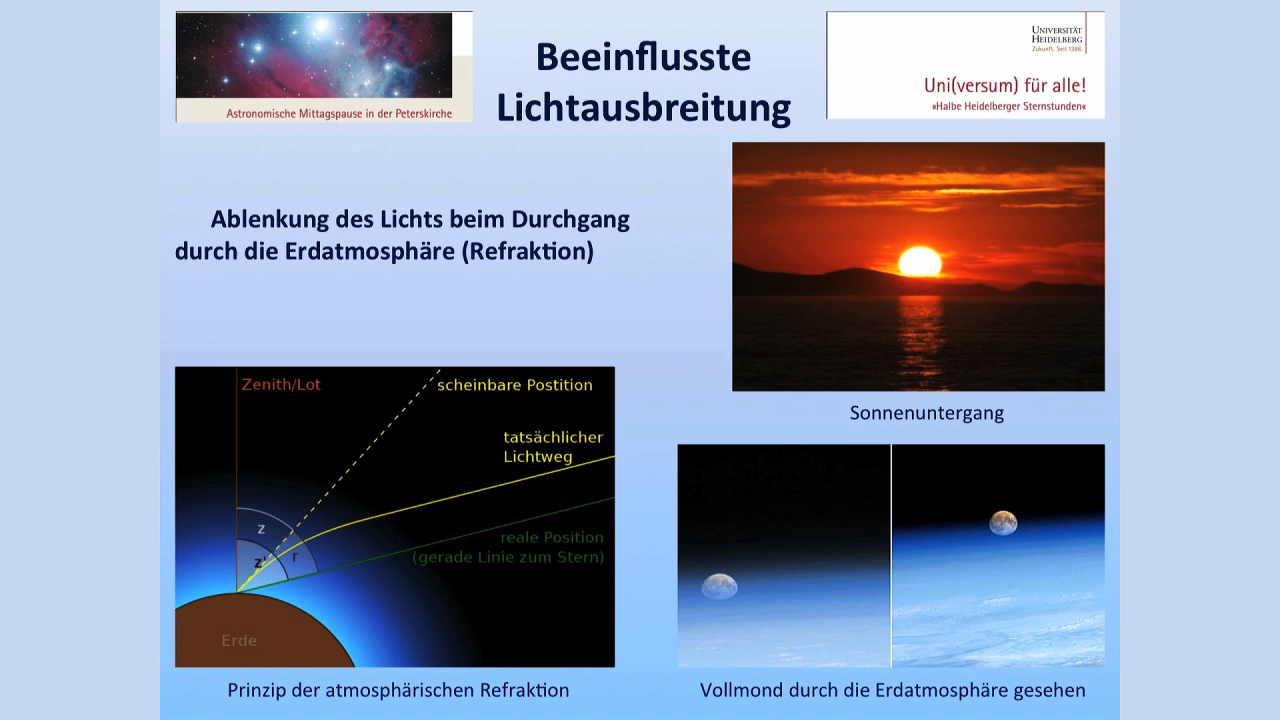 Astronomische Mittagspause in der Peterskirche
Beeinflusste
Lichtausbreitung
UNIVERSITÄT
HEIDELBERG
Zukunft. Seit 1386.
Uni(versum) für alle!
»Halbe Heidelberger Sternstunden«
Ablenkung des Lichts beim Durchgang
durch die Erdatmosphäre (Refraktion)
Sonnenuntergang
Zenith/Lot
scheinbare Postition
tatsächlicher
Lichtweg
z
z'
r
reale Position
(gerade Linie zum Stern)
Erde
Prinzip der atmosphärischen Refraktion
Vollmond durch die Erdatmosphäre gesehen